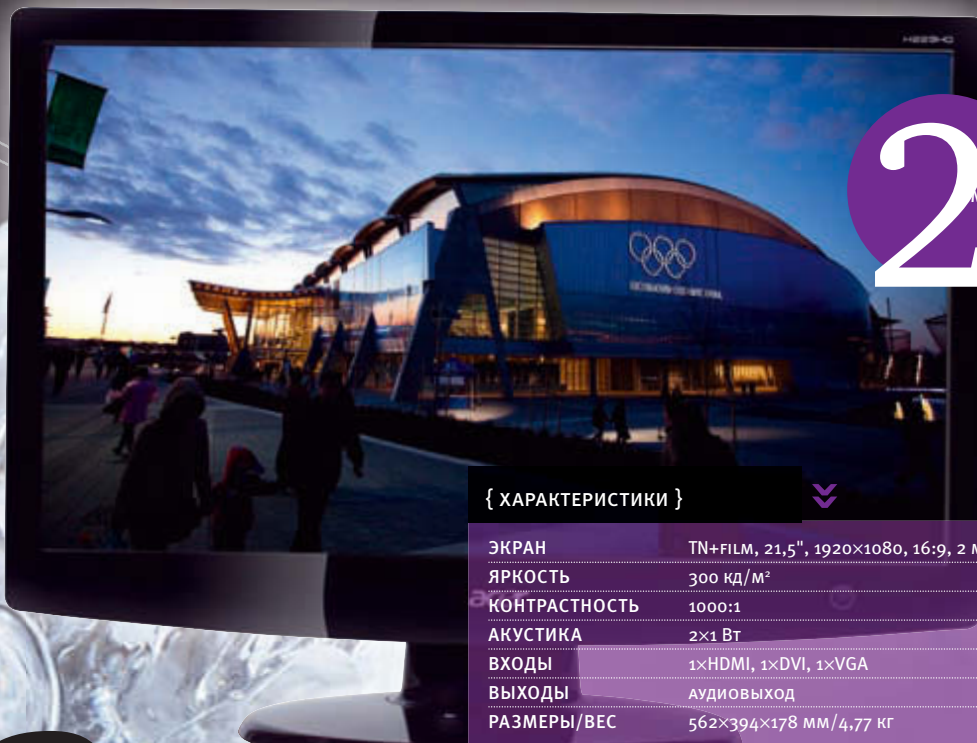 H223HQ
2
{ ХАРАКТЕРИСТИКИ }
ЭКРАН TN+FILM, 21,5", 1920×1080, 16:9, 2
ЯРКОСТЬ 300 КД/М²
КОНТРАСТНОСТЬ 1000:1
АКУСТИКА 2×1 ВТ
ВХОДЫ 1×HDMI, 1×DVI, 1×VGA
ВЫХОДЫ АУДИОВЫХОД
РАЗМЕРЫ/ВЕС 562×394×178 ММ/4,77 КГ